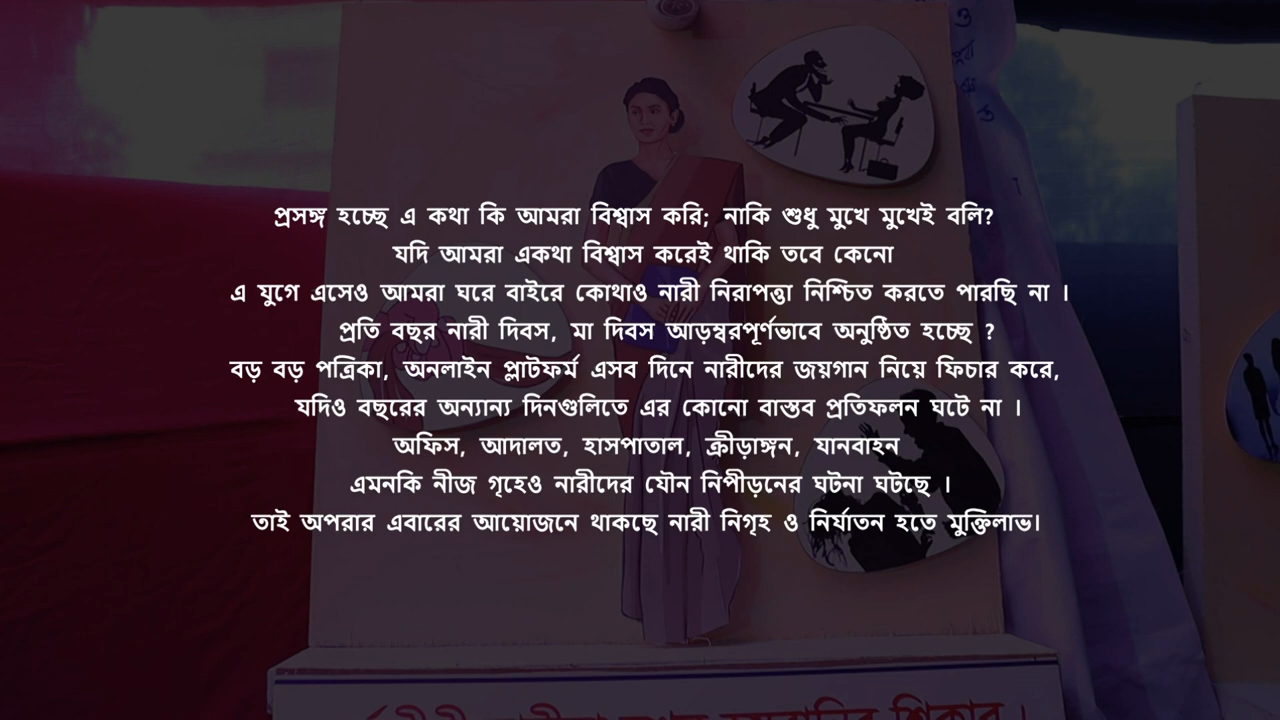 প্রসঙ্গ হচ্ছে এ কথা কি আমরা বিশ্বাস করি; নাকি শুধু মুখে মুখেই বলি?
যদি আমরা একথা বিশ্বাস করেই থাকি তবে কেনো
এ যুগে এসেও আমরা ঘরে বাইরে কোথাও নারী নিরাপত্তা নিশ্চিত করতে পারছি না ।
প্রতি বছর নারী দিবস, মা দিবস আড়ম্বরপূর্ণভাবে অনুষ্ঠিত হচ্ছে ?
বড় বড় পত্রিকা, অনলাইন প্লাটফর্ম এসব দিনে নারীদের জয়গান নিয়ে ফিচার করে,
যদিও বছরের অন্যান্য দিনগুলিতে এর কোনো বাস্তব প্রতিফলন ঘটে না ।
অফিস, আদালত, হাসপাতাল, ক্রীড়াঙ্গন, যানবাহন
এমনকি নীজ গৃহেও নারীদের যৌন নিপীড়নের ঘটনা ঘটছে ।
তাই অপরার এবারের আয়োজনে থাকছে নারী নিগৃহ ও নির্যাতন হতে মুক্তিলাভ।
শিকার ।